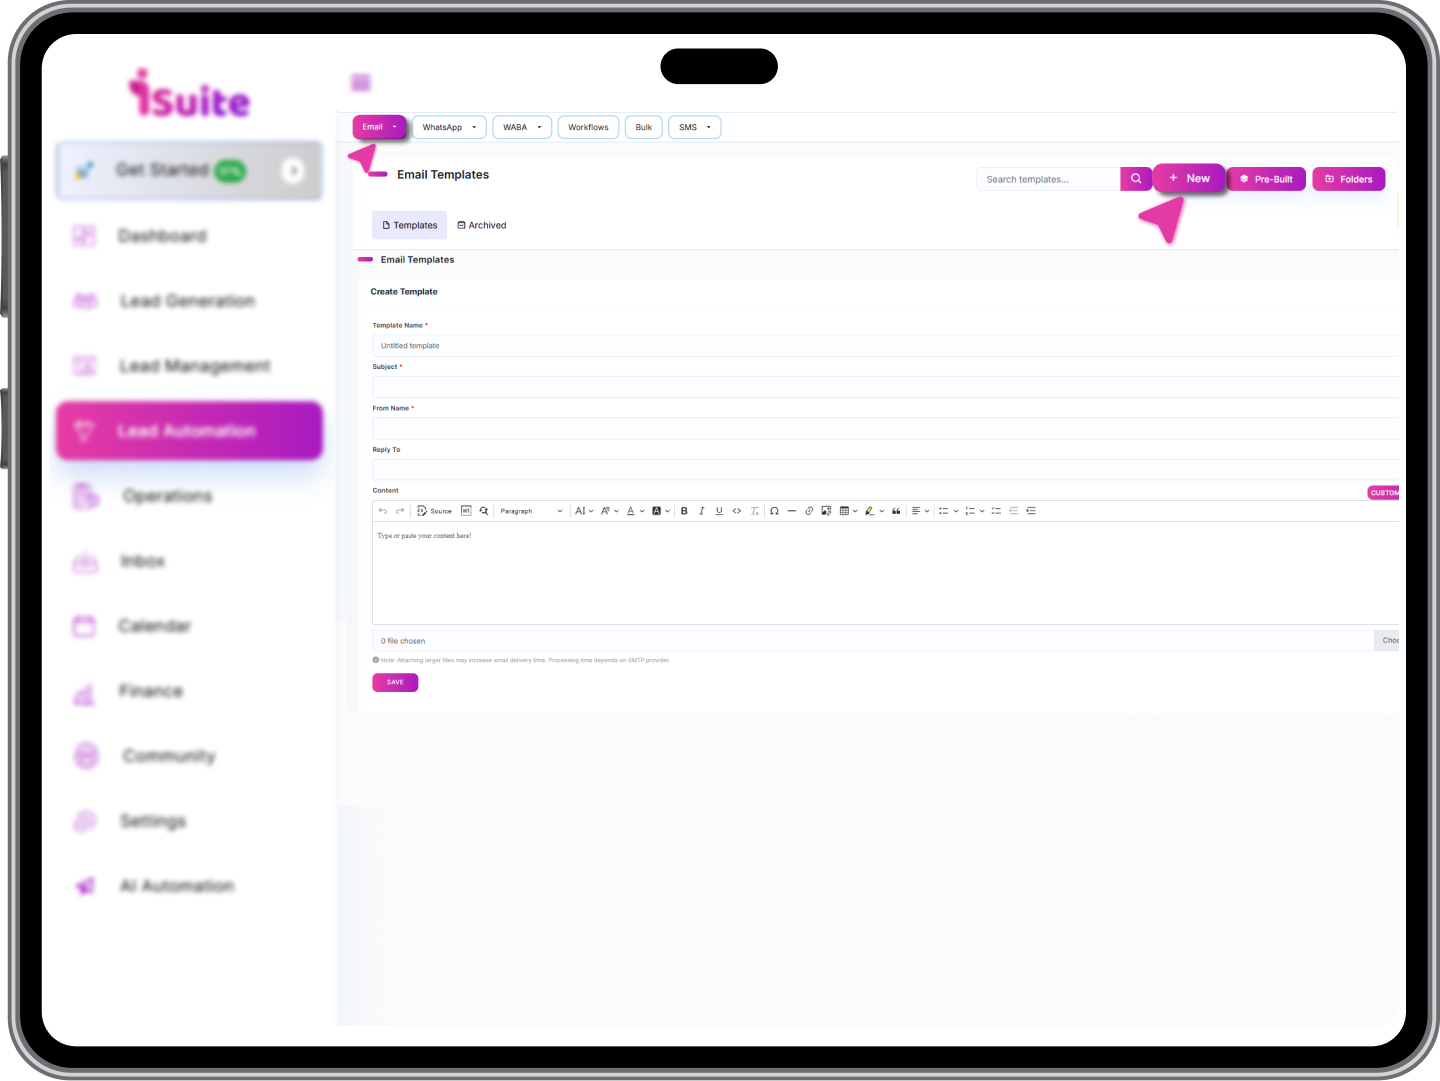 iSuite
Get Started
Dashboard
Lead Generation
Lead Management
Lead Automation
Operations
Inbox
Calendar
Finance
Community
Settings
AI Automation
Email WhatsApp WABA Workflows Bulk SMS
Email Templates
Search templates... + New Pre-Built Folders
Templates Archived
Email Templates
Create Template
Template Name *
Untitled template
Subject *
From Name *
Reply To
Content CUSTOM
Source Paragraph
Type or paste your content here!
0 file chosen Choo
Note: Attaching larger files may increase email delivery time. Processing time depends on SMTP provider.
SAVE